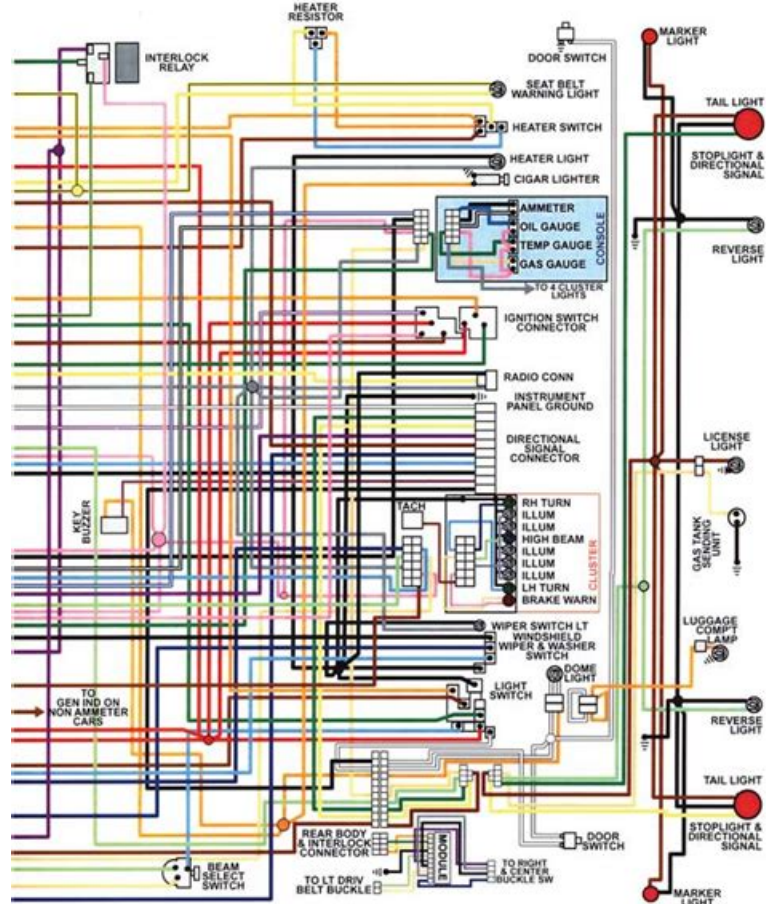 HEATER
RESISTOR
INTERLOCK
RELAY
DOOR SWITCH
MARKER
LIGHT
SEAT BELT
WARNING LIGHT
TAIL LIGHT
HEATER SWITCH
STOPLIGHT &
DIRECTIONAL
SIGNAL
HEATER LIGHT
CIGAR LIGHTER
AMMETER
OIL GAUGE
TEMP GAUGE
GAS GAUGE
CONSOLE
REVERSE
LIGHT
TO 4 CLUSTER
LIGHTS
IGNITION SWITCH
CONNECTOR
RADIO CONN
INSTRUMENT
PANEL GROUND
DIRECTIONAL
SIGNAL
CONNECTOR
LICENSE
LIGHT
KEY
BUZZER
TACH
RH TURN
ILLUM
ILLUM
HIGH BEAM
ILLUM
ILLUM
ILLUM
LH TURN
BRAKE WARN
CLUSTER
GAS TANK
SENDING
UNIT
WIPER SWITCH LT
WINDSHIELD
WIPER & WASHER
SWITCH
LUGGAGE
COMP'T
LAMP
DOME
LIGHT
LIGHT
SWITCH
TO
GEN IND ON
NON AMMETER
CARS
REVERSE
LIGHT
TAIL LIGHT
REAR BODY
& INTERLOCK
CONNECTOR
MODULE
DOOR
SWITCH
STOPLIGHT &
DIRECTIONAL
SIGNAL
BEAM
SELECT
SWITCH
TO LT DRIV
BELT BUCKLE
TO RIGHT
& CENTER
BUCKLE SW
MARKER
LIGHT